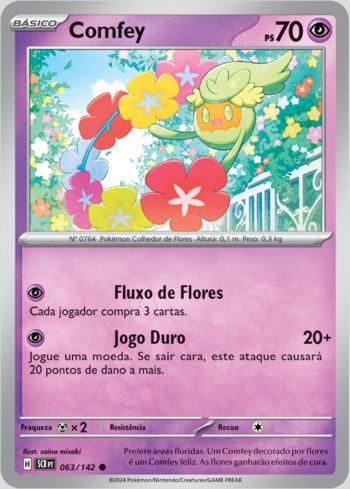 BÁSICO
Comfey
PS 70
Nº 0764 Pokémon Colhedor de Flores Altura: 0,1 m Peso: 0,3 kg
Fluxo de Flores
Cada jogador compra 3 cartas.
Jogo Duro 20+
Jogue uma moeda. Se sair cara, este ataque causará
20 pontos de dano a mais.
Fraqueza ×2 Resistência Recuo
Ilust. saino misaki
H SCR PT 063/142
Prefere áreas floridas. Um Comfey decorado por flores
é um Comfey feliz. As flores ganharão efeitos de cura.
©2024 Pokémon/Nintendo/Creatures/GAME FREAK